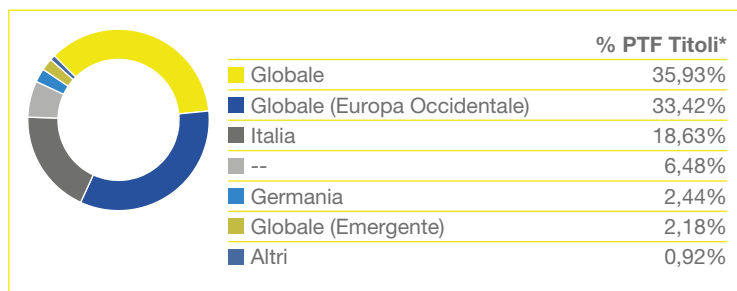 % PTF Titoli*
Globale 35,93%
Globale (Europa Occidentale) 33,42%
Italia 18,63%
-- 6,48%
Germania 2,44%
Globale (Emergente) 2,18%
Altri 0,92%